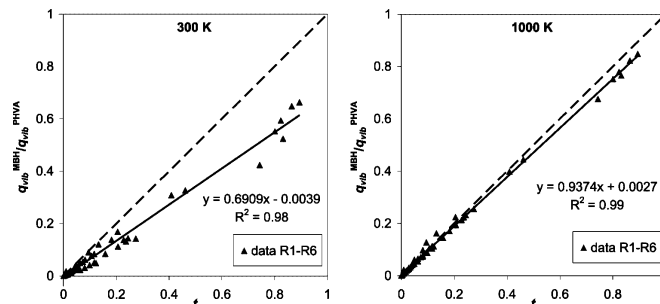 300 K
1
0.8
0.6
0.4
0.2
0
q_vib^MBH/q_vib^PHVA
y = 0.6909x - 0.0039
R² = 0.98
data R1-R6
0 0.2 0.4 0.6 0.8 1
1000 K
1
0.8
0.6
0.4
0.2
0
q_vib^MBH/q_vib^PHVA
y = 0.9374x + 0.0027
R² = 0.99
data R1-R6
0 0.2 0.4 0.6 0.8 1